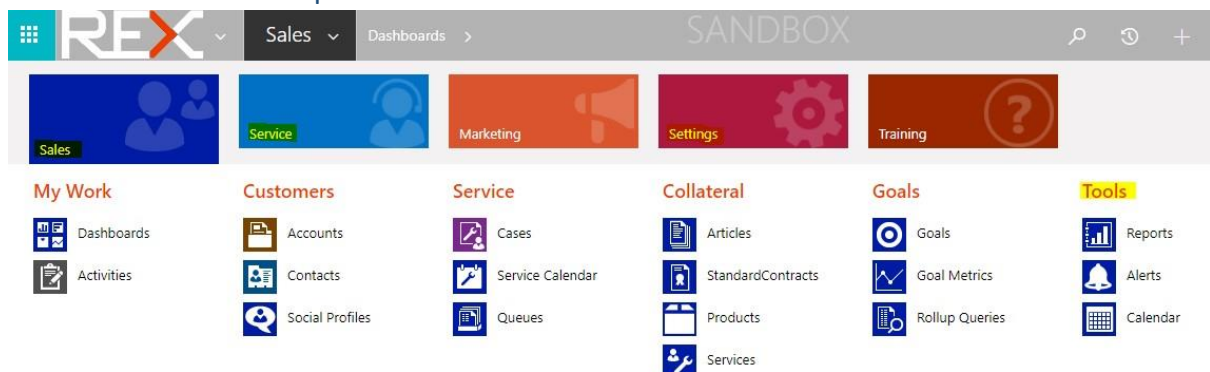 REX Sales Dashboards > SANDBOX
Sales Service Marketing Settings Training
My Work Customers Service Collateral Goals Tools
Dashboards Accounts Cases Articles Goals Reports
Activities Contacts Service Calendar StandardContracts Goal Metrics Alerts
Social Profiles Queues Products Rollup Queries Calendar
Services